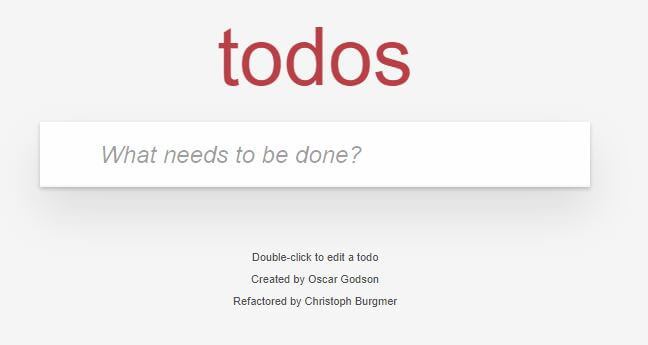 todos
What needs to be done?
Double-click to edit a todo
Created by Oscar Godson
Refactored by Christoph Burgmer